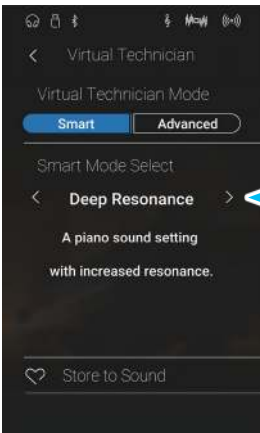 Virtual Technician
Virtual Technician Mode
Smart Advanced
Smart Mode Select
Deep Resonance
A piano sound setting
with increased resonance.
Store to Sound